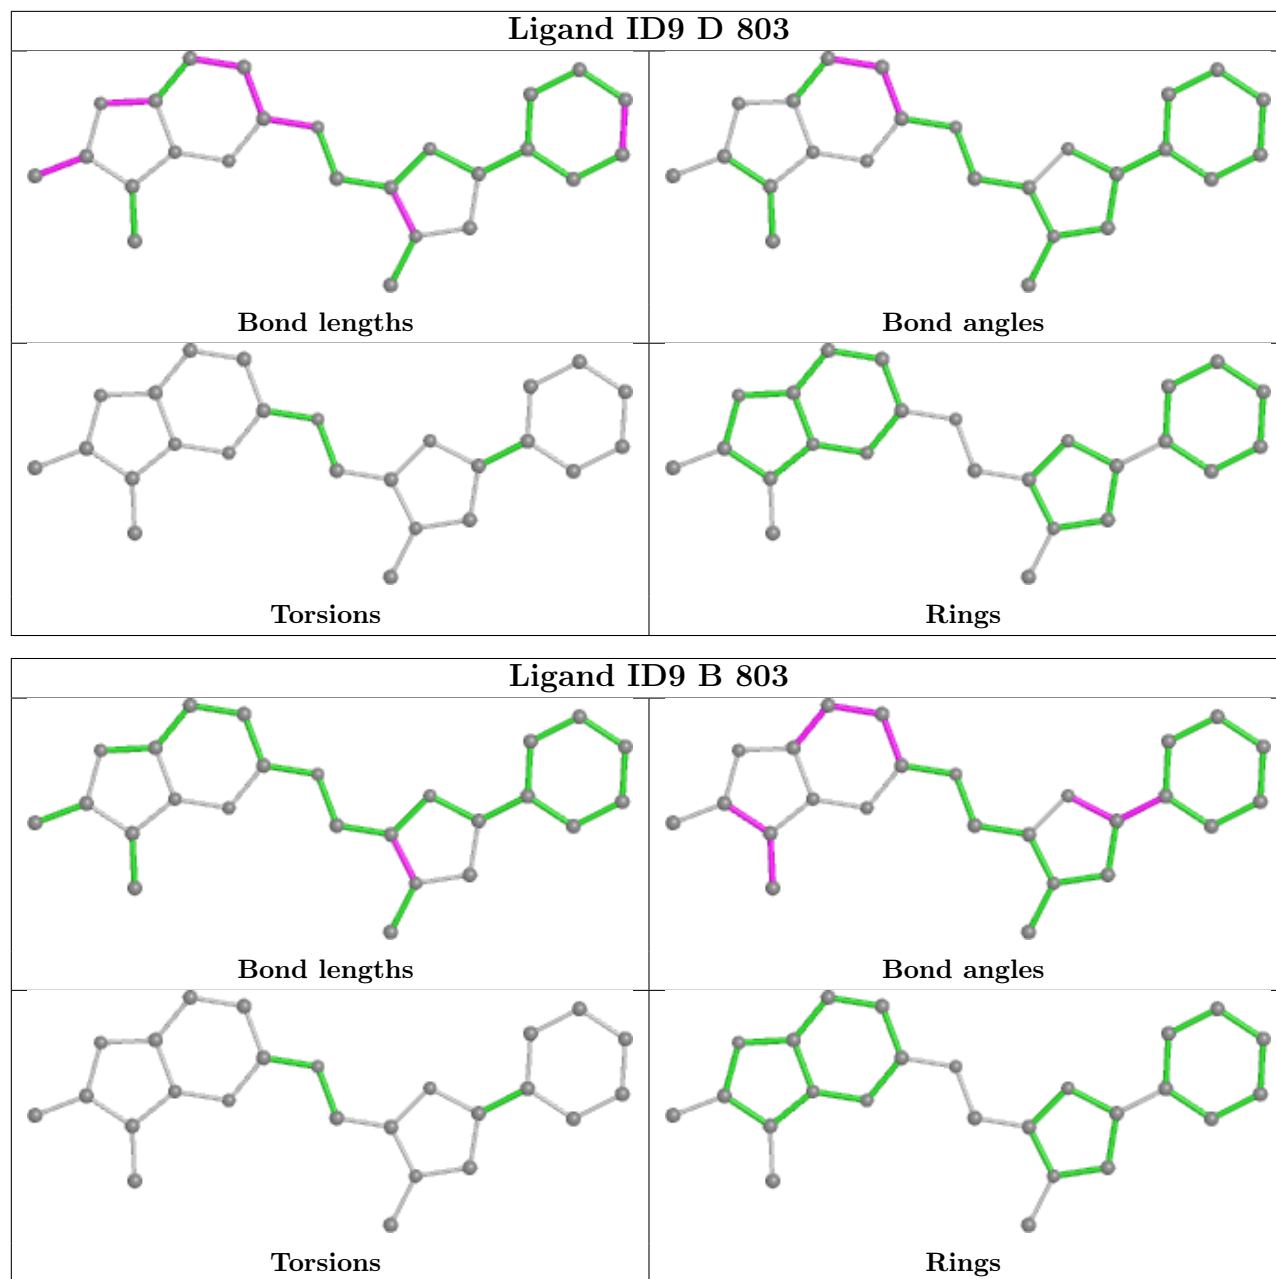 Ligand ID9 D 803
Bond lengths
Bond angles
Torsions
Rings
Ligand ID9 B 803
Bond lengths
Bond angles
Torsions
Rings